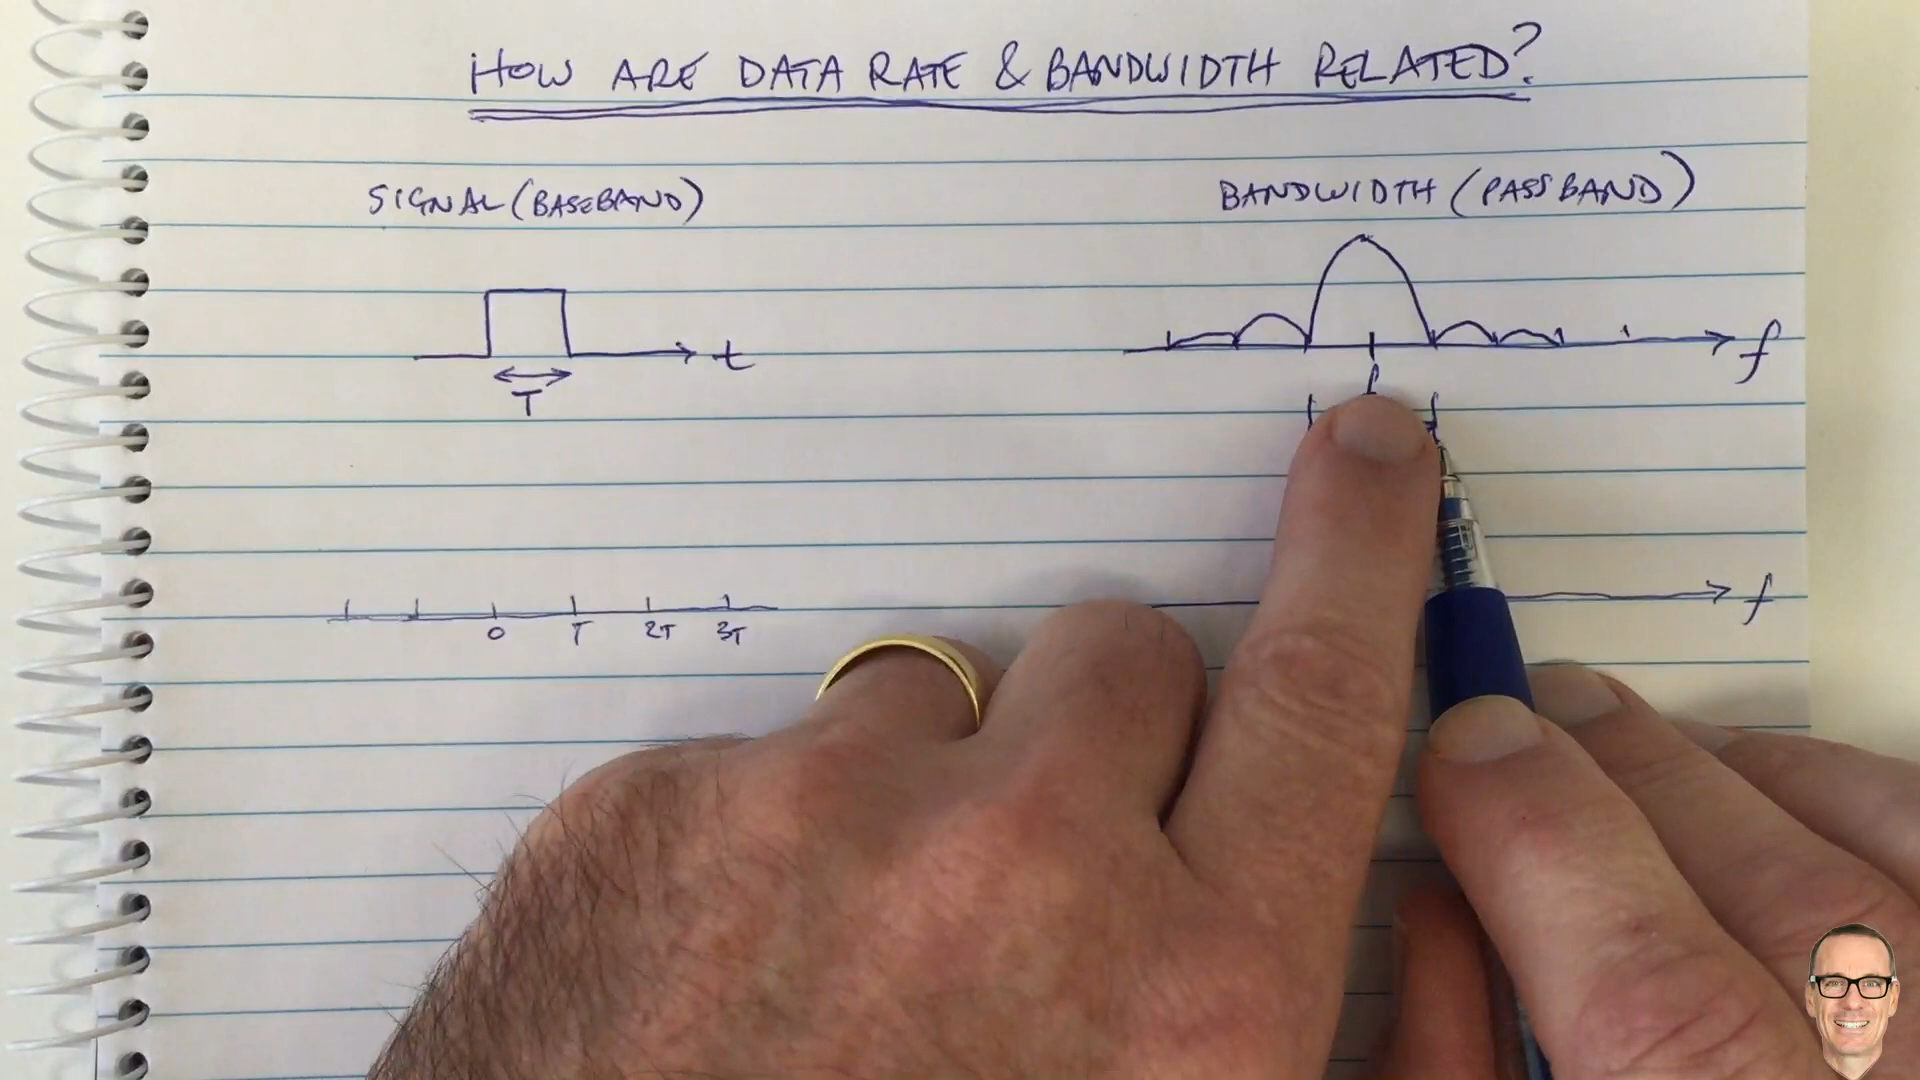 HOW ARE DATA RATE & BANDWIDTH RELATED?
SIGNAL (BASEBAND)
BANDWIDTH (PASSBAND)
t
f
T
f
0 T 2T 3T